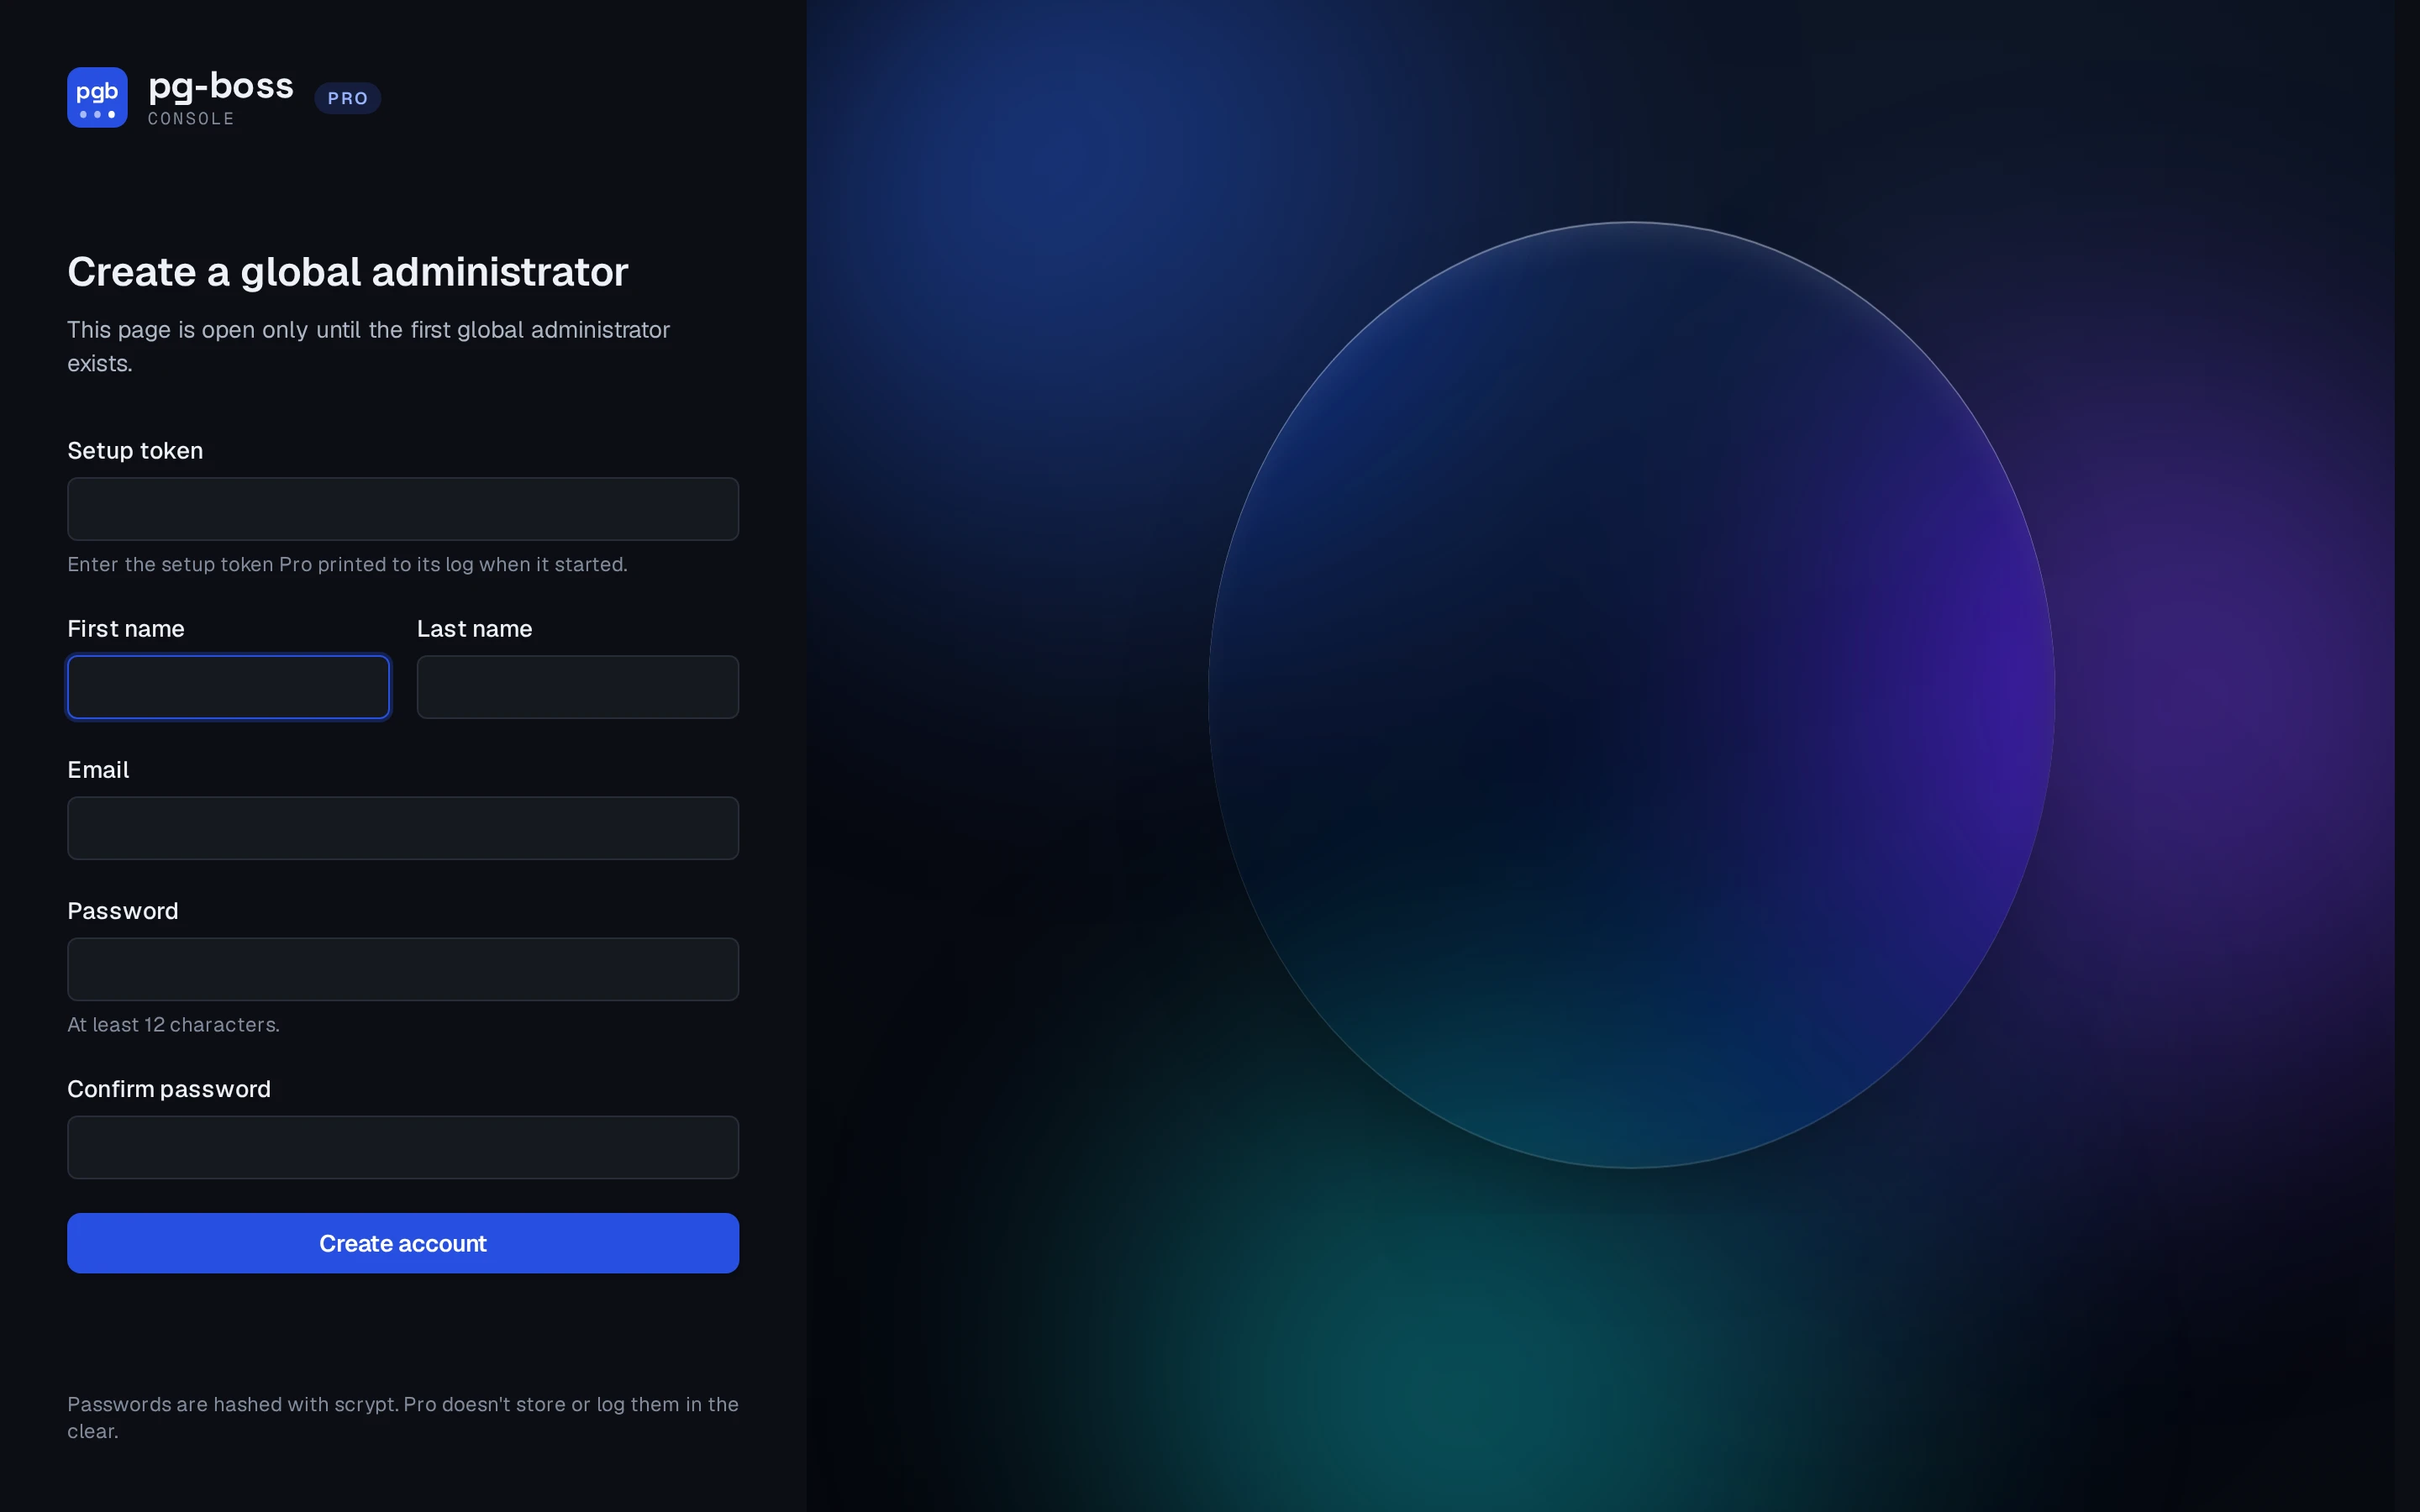 pgb
pg-boss
CONSOLE
PRO
Create a global administrator
This page is open only until the first global administrator
exists.
Setup token
Enter the setup token Pro printed to its log when it started.
First name
Last name
Email
Password
At least 12 characters.
Confirm password
Create account
Passwords are hashed with scrypt. Pro doesn't store or log them in the
clear.